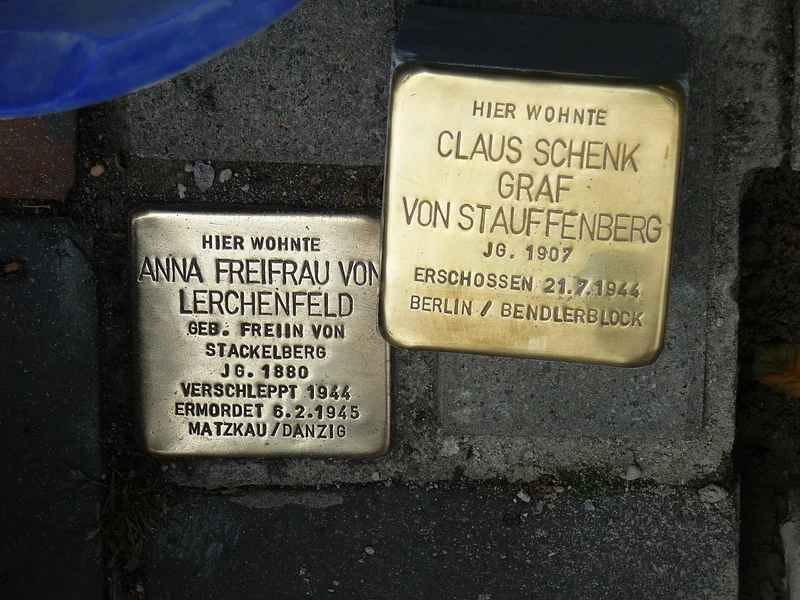 HIER WOHNTE
ANNA FREIFRAU VON
LERCHENFELD
GEB. FREIIN VON
STACKELBERG
JG. 1880
VERSCHLEPPT 1944
ERMORDET 6.2.1945
MATZKAU/DANZIG
HIER WOHNTE
CLAUS SCHENK
GRAF
VON STAUFFENBERG
JG. 1907
ERSCHOSSEN 21.7.1944
BERLIN / BENDLERBLOCK